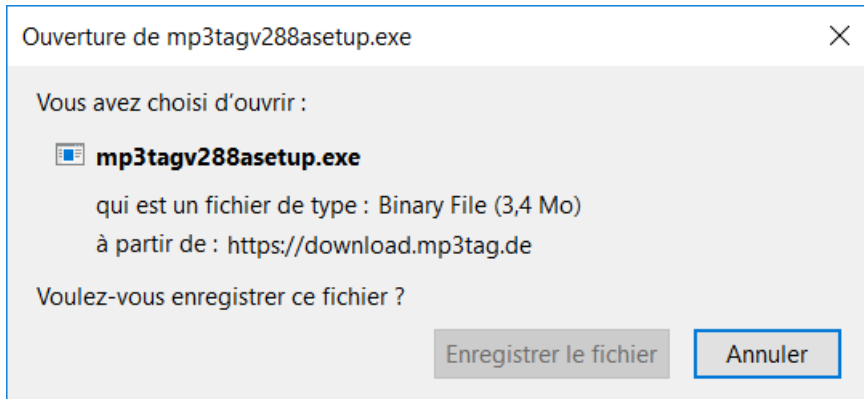 Ouverture de mp3tagv288asetup.exe
Vous avez choisi d’ouvrir :
mp3tagv288asetup.exe
qui est un fichier de type : Binary File (3,4 Mo)
à partir de : https://download.mp3tag.de
Voulez-vous enregistrer ce fichier ?
Enregistrer le fichier Annuler